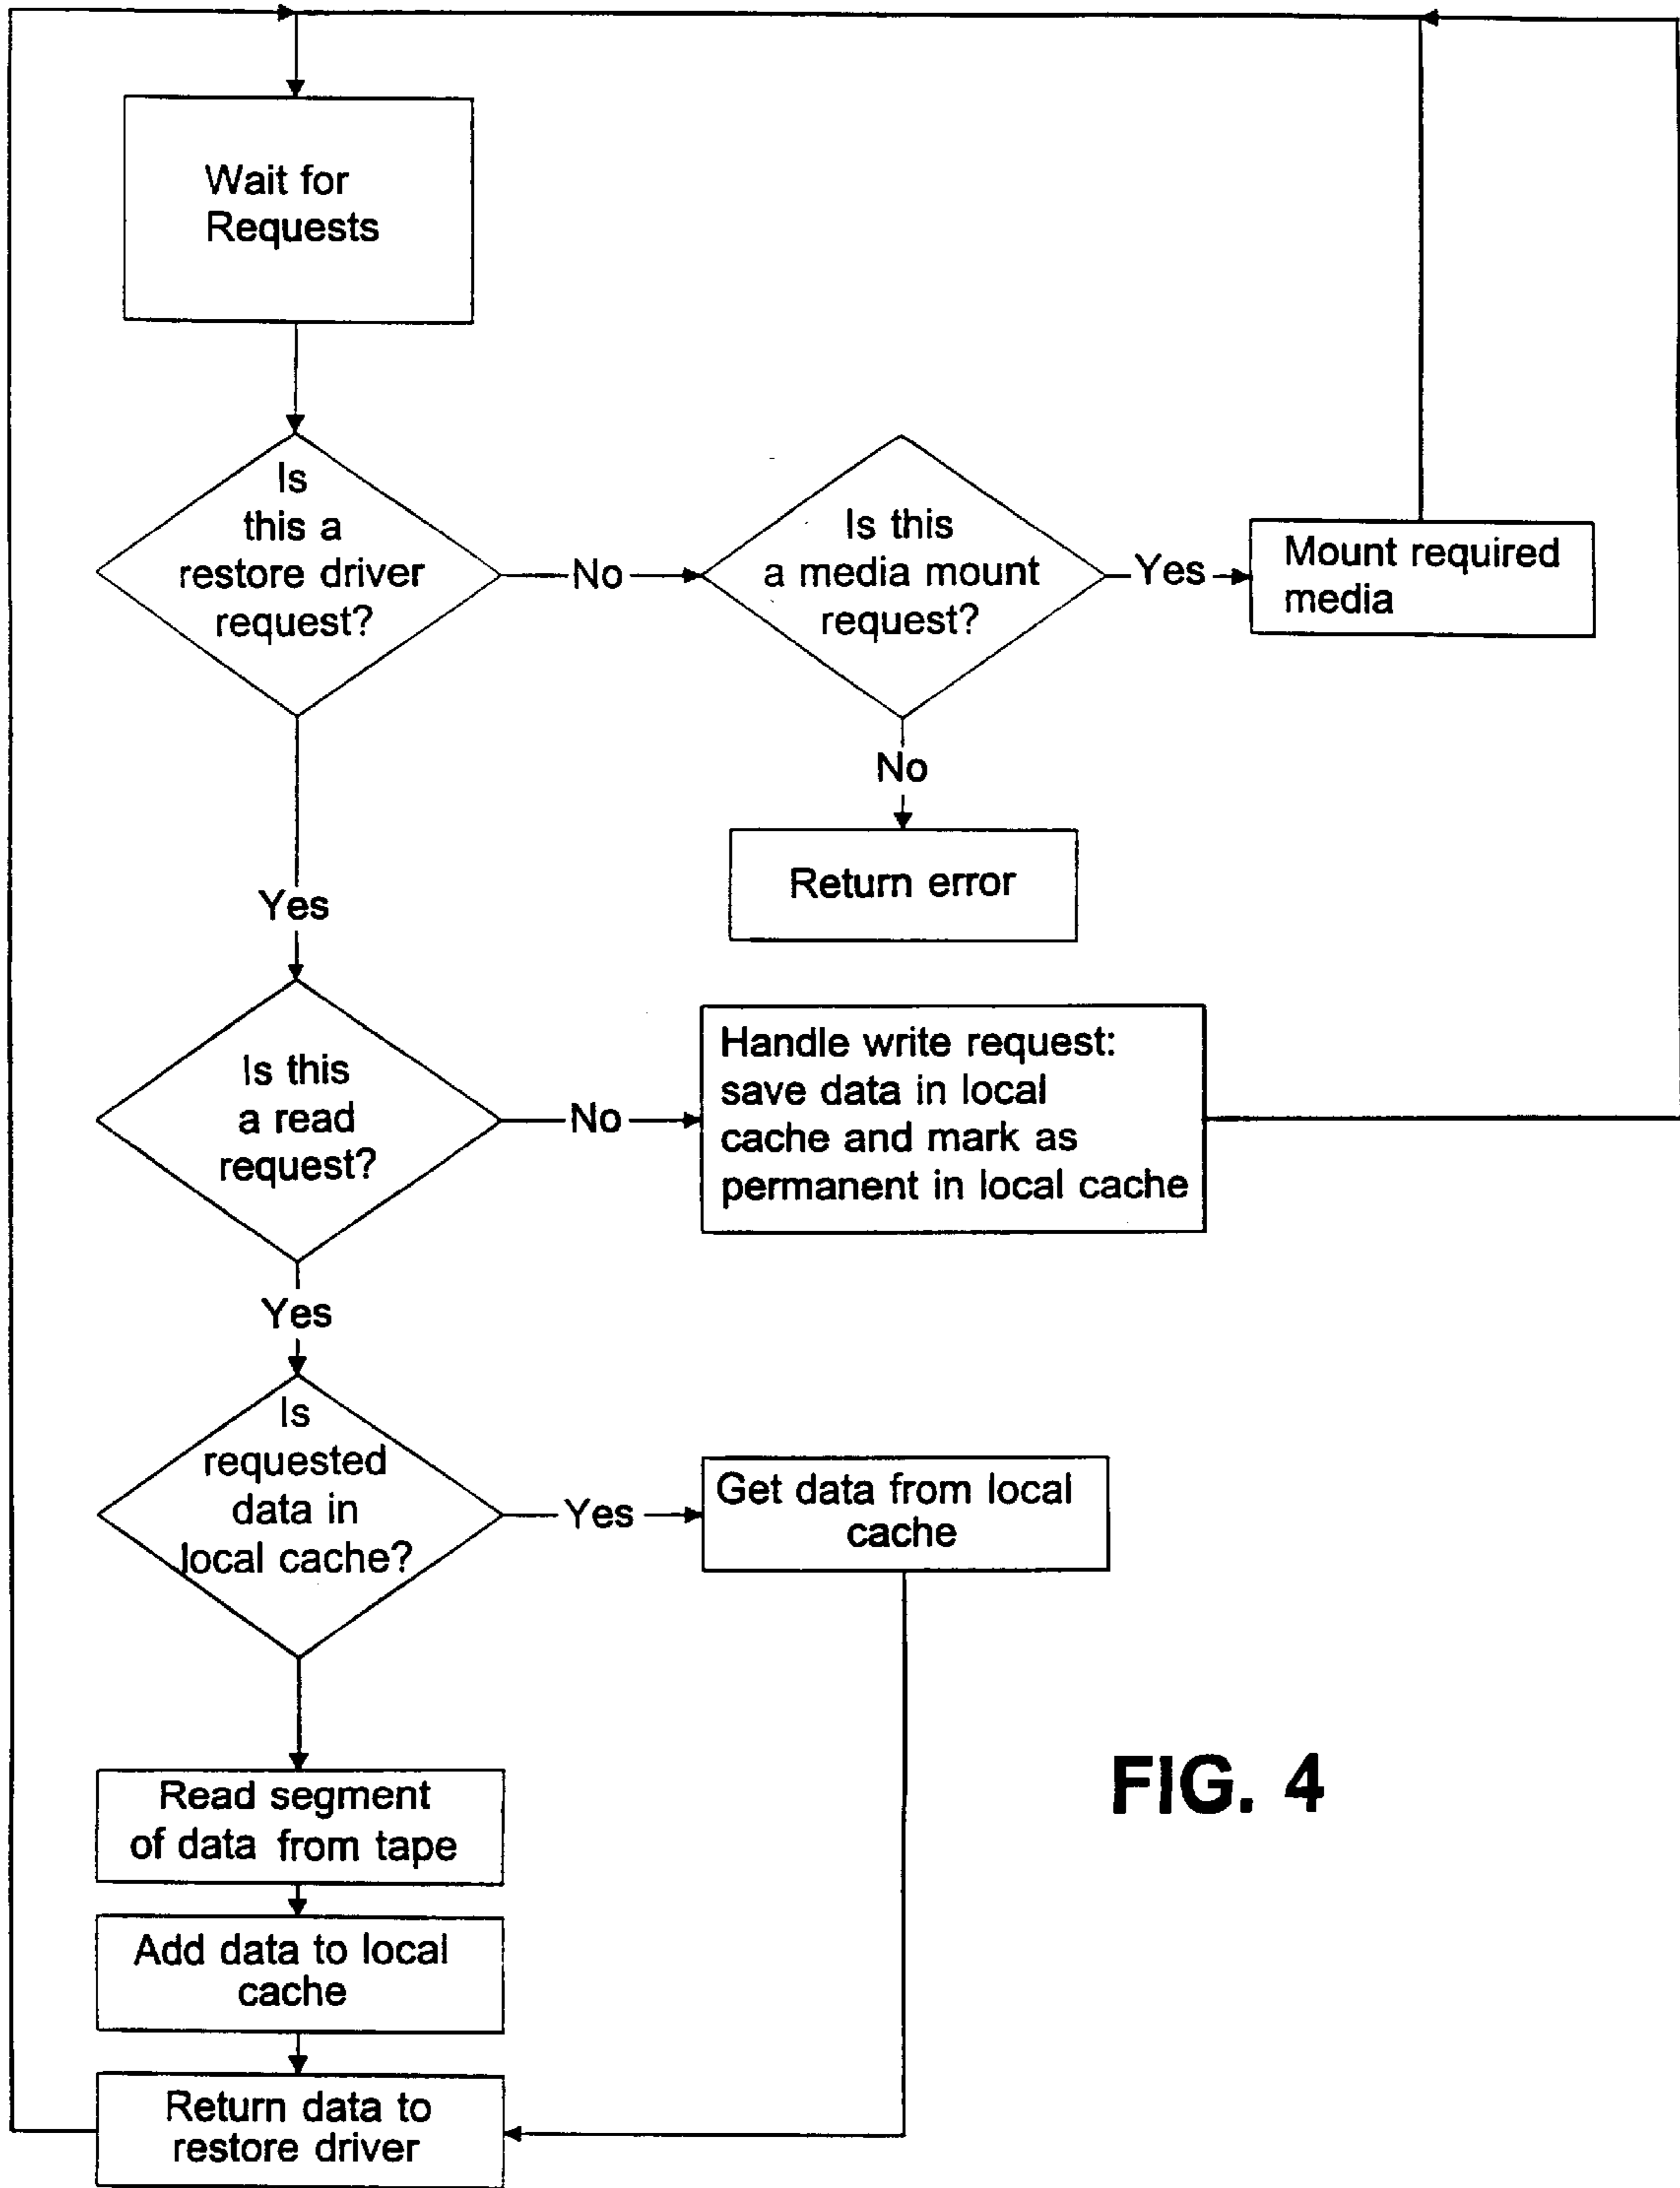 Wait for
Requests
Is
this a
restore driver
request?
No
Is this
a media mount
request?
Yes
Mount required
media
No
Return error
Yes
Is this
a read
request?
No
Handle write request:
save data in local
cache and mark as
permanent in local cache
Yes
Is
requested
data in
local cache?
Yes
Get data from local
cache
Read segment
of data from tape
Add data to local
cache
Return data to
restore driver
FIG. 4